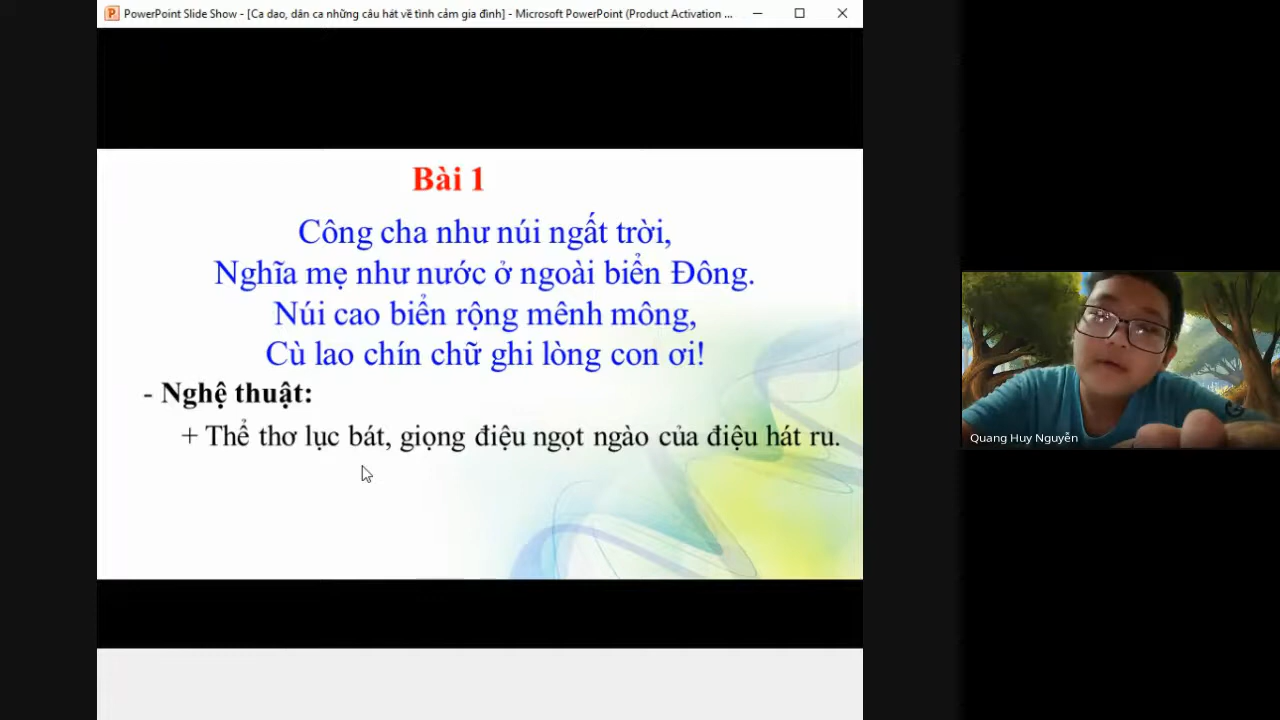 PowerPoint Slide Show - [Ca dao, dân ca những câu hát về tình cảm gia đình] - Microsoft PowerPoint (Product Activation ...
Bài 1
Công cha như núi ngất trời,
Nghĩa mẹ như nước ở ngoài biển Đông.
Núi cao biển rộng mênh mông,
Cù lao chín chữ ghi lòng con ơi!
- Nghệ thuật:
+ Thể thơ lục bát, giọng điệu ngọt ngào của điệu hát ru.
Quang Huy Nguyễn